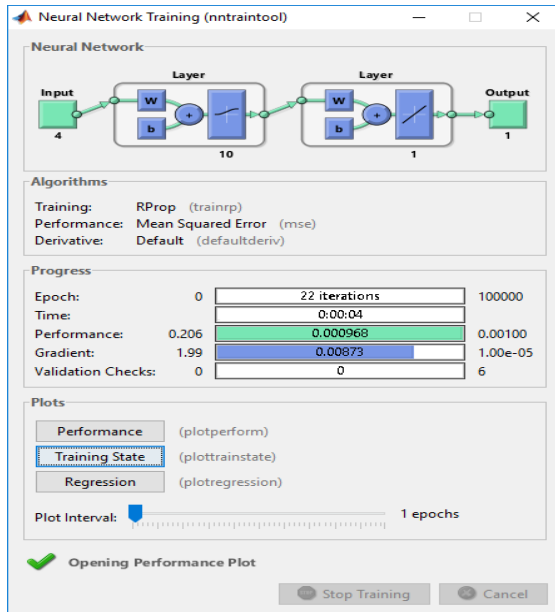 Neural Network Training (nntraintool)
Neural Network
Layer Layer
Input Output
W W
+ +
b b
4 10 1 1
Algorithms
Training: RProp (trainrp)
Performance: Mean Squared Error (mse)
Derivative: Default (defaultderiv)
Progress
Epoch: 0 22 iterations 100000
Time: 0:00:04
Performance: 0.206 0.000968 0.00100
Gradient: 1.99 0.00873 1.00e-05
Validation Checks: 0 0 6
Plots
Performance (plotperform)
Training State (plottrainstate)
Regression (plotregression)
Plot Interval: 1 epochs
Opening Performance Plot
Stop Training Cancel